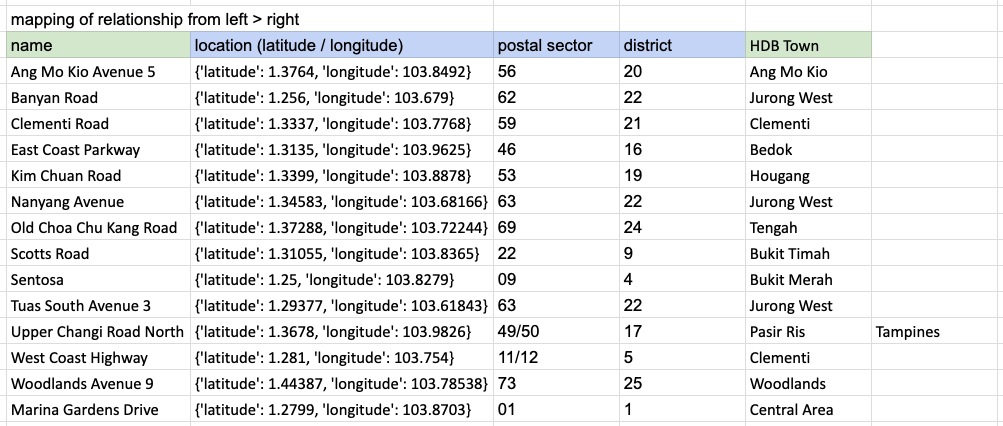 mapping of relationship from left > right
name location (latitude / longitude) postal sector district HDB Town
Ang Mo Kio Avenue 5 {'latitude': 1.3764, 'longitude': 103.8492} 56 20 Ang Mo Kio
Banyan Road {'latitude': 1.256, 'longitude': 103.679} 62 22 Jurong West
Clementi Road {'latitude': 1.3337, 'longitude': 103.7768} 59 21 Clementi
East Coast Parkway {'latitude': 1.3135, 'longitude': 103.9625} 46 16 Bedok
Kim Chuan Road {'latitude': 1.3399, 'longitude': 103.8878} 53 19 Hougang
Nanyang Avenue {'latitude': 1.34583, 'longitude': 103.68166} 63 22 Jurong West
Old Choa Chu Kang Road {'latitude': 1.37288, 'longitude': 103.72244} 69 24 Tengah
Scotts Road {'latitude': 1.31055, 'longitude': 103.8365} 22 9 Bukit Timah
Sentosa {'latitude': 1.25, 'longitude': 103.8279} 09 4 Bukit Merah
Tuas South Avenue 3 {'latitude': 1.29377, 'longitude': 103.61843} 63 22 Jurong West
Upper Changi Road North {'latitude': 1.3678, 'longitude': 103.9826} 49/50 17 Pasir Ris Tampines
West Coast Highway {'latitude': 1.281, 'longitude': 103.754} 11/12 5 Clementi
Woodlands Avenue 9 {'latitude': 1.44387, 'longitude': 103.78538} 73 25 Woodlands
Marina Gardens Drive {'latitude': 1.2799, 'longitude': 103.8703} 01 1 Central Area